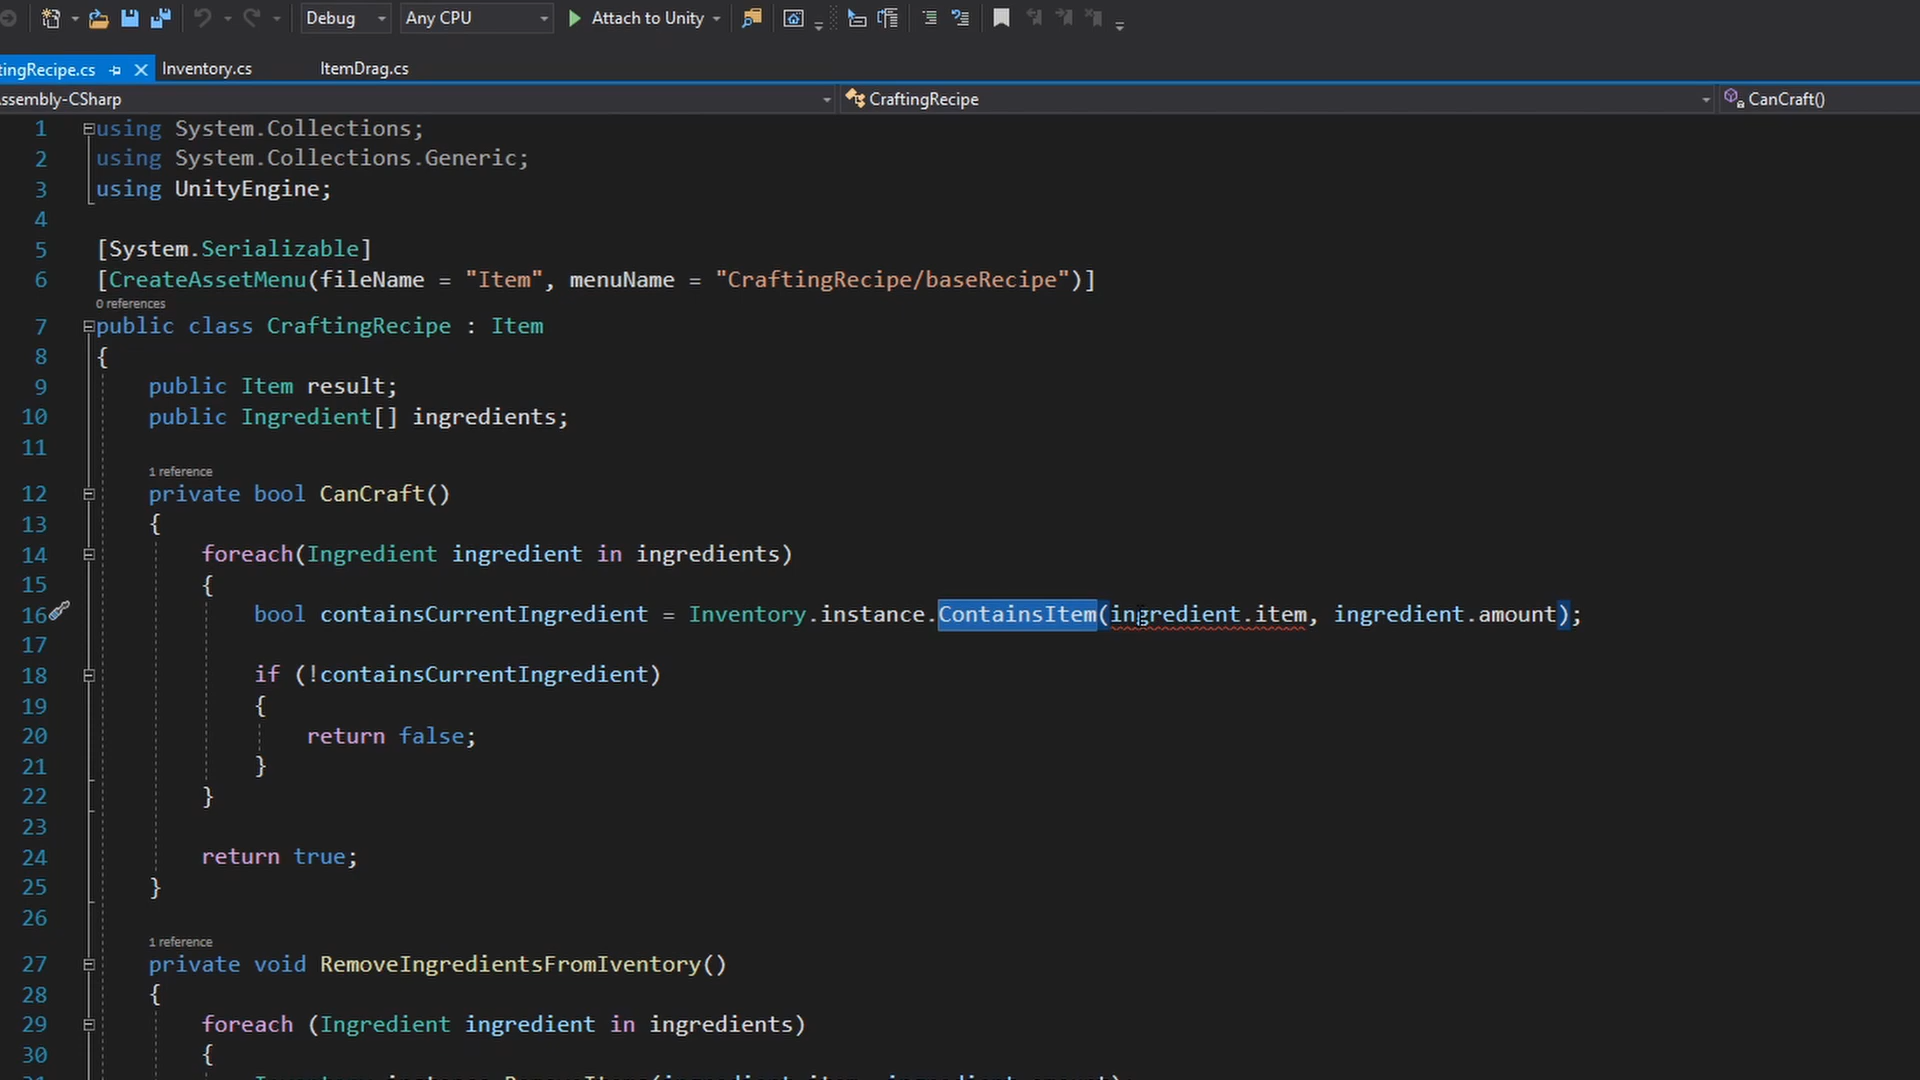 Debug Any CPU Attach to Unity
tingRecipe.cs Inventory.cs ItemDrag.cs
ssembly-CSharp CraftingRecipe CanCraft()
1 using System.Collections;
2 using System.Collections.Generic;
3 using UnityEngine;
4
5 [System.Serializable]
6 [CreateAssetMenu(fileName = "Item", menuName = "CraftingRecipe/baseRecipe")]
0 references
7 public class CraftingRecipe : Item
8 {
9 public Item result;
10 public Ingredient[] ingredients;
11
1 reference
12 private bool CanCraft()
13 {
14 foreach(Ingredient ingredient in ingredients)
15 {
16 bool containsCurrentIngredient = Inventory.instance.ContainsItem(ingredient.item, ingredient.amount);
17
18 if (!containsCurrentIngredient)
19 {
20 return false;
21 }
22 }
23
24 return true;
25 }
26
1 reference
27 private void RemoveIngredientsFromIventory()
28 {
29 foreach (Ingredient ingredient in ingredients)
30 {